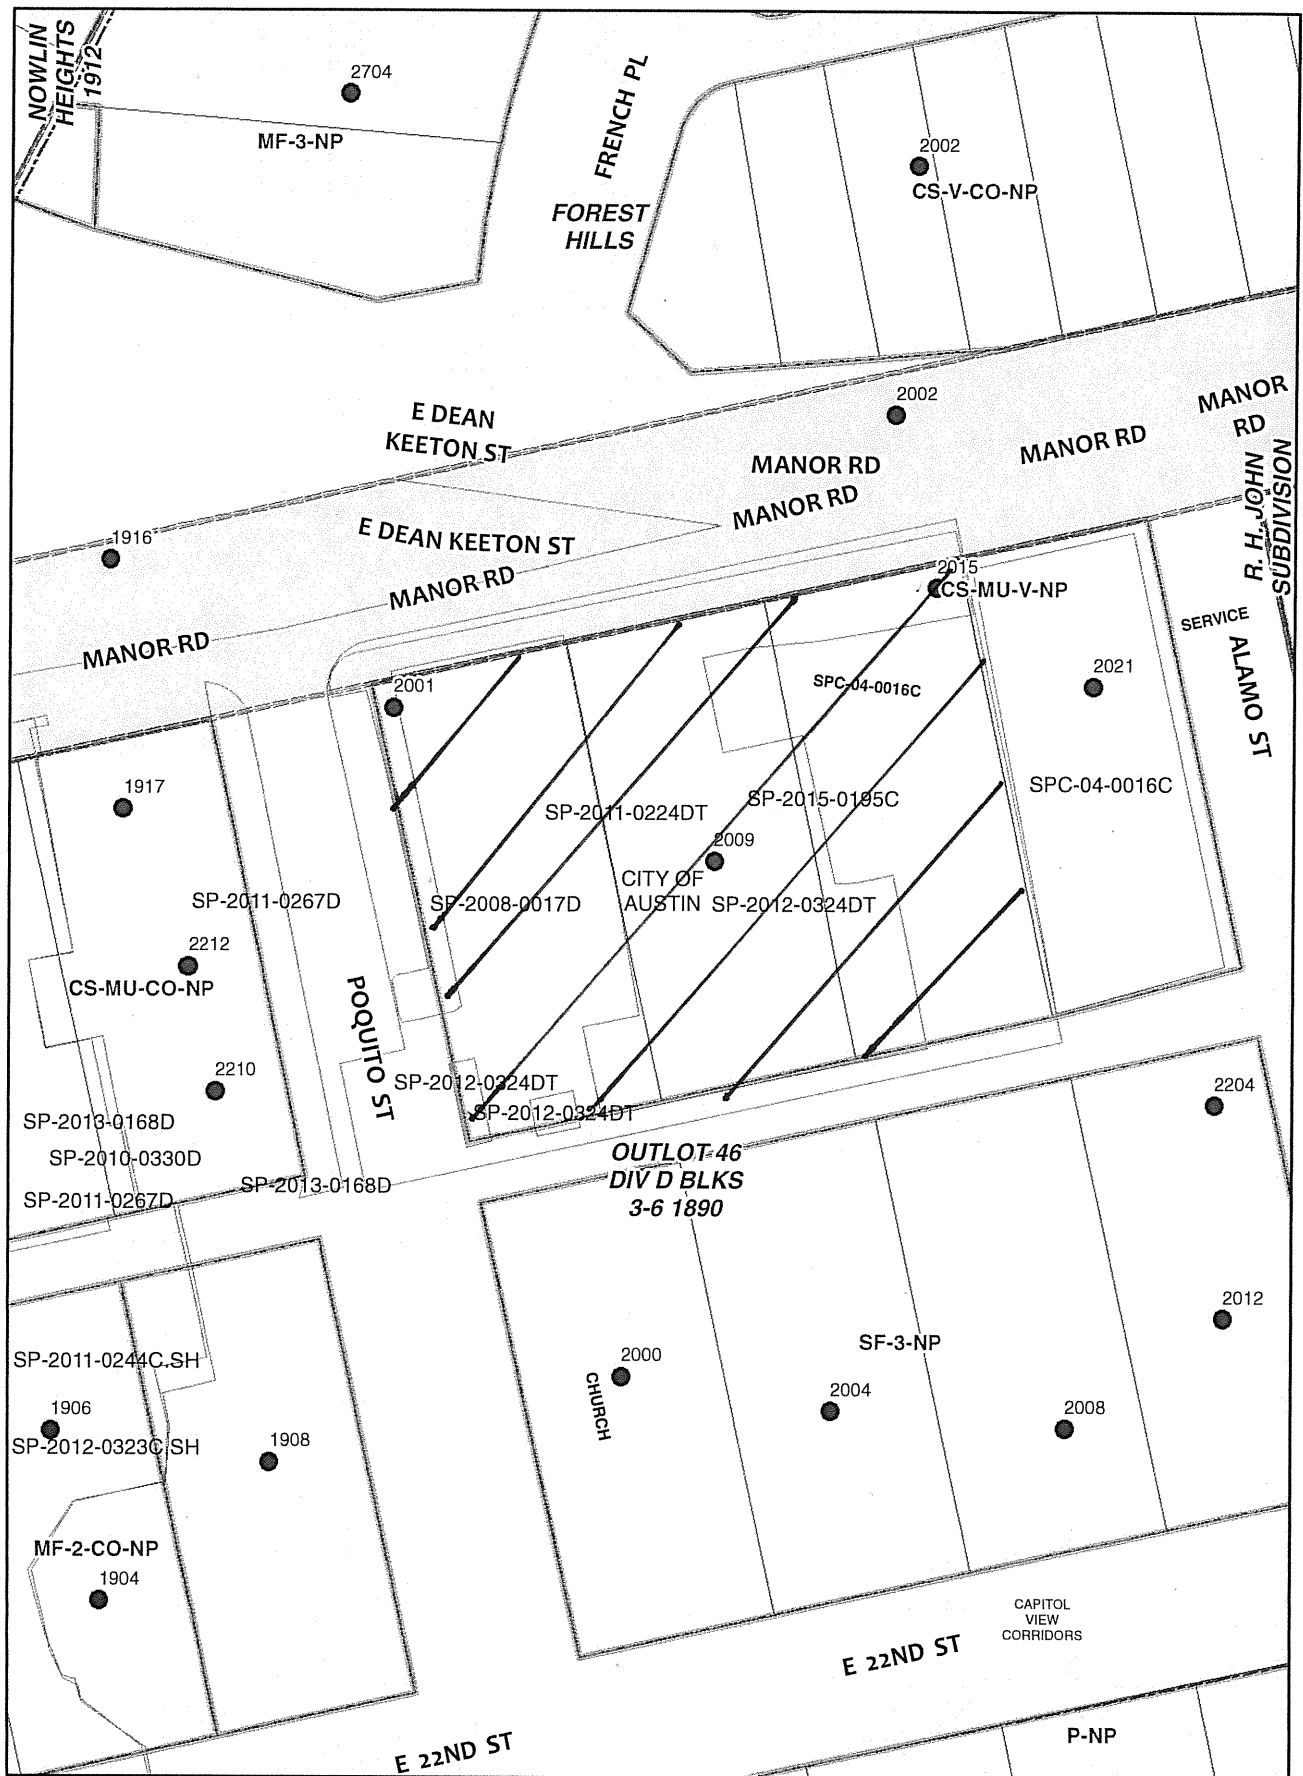 NOWLIN
HEIGHTS
1912
2704
MF-3-NP
FRENCH PL
FOREST
HILLS
2002
CS-V-CO-NP
E DEAN
KEETON ST
2002
MANOR
RD
MANOR RD
MANOR RD
MANOR RD
R. H. JOHN
SUBDIVISION
1916
E DEAN KEETON ST
MANOR RD
MANOR RD
2015
CS-MU-V-NP
SERVICE
ALAMO ST
2001
SPC-04-0016C
2021
1917
SP-2011-0224DT
SP-2015-0195C
SPC-04-0016C
2009
CITY OF
AUSTIN
SP-2011-0267D
SP-2008-0017D
SP-2012-0324DT
2212
CS-MU-CO-NP
POQUITO ST
2210
SP-2012-0324DT
SP-2012-0324DT
2204
SP-2013-0168D
SP-2010-0330D
SP-2011-0267D
SP-2013-0168D
OUTLOT 46
DIV D BLKS
3-6 1890
2012
SP-2011-0244C.SH
2000
SF-3-NP
CHURCH
2004
2008
1906
SP-2012-0323C.SH
1908
MF-2-CO-NP
1904
CAPITOL
VIEW
CORRIDORS
E 22ND ST
E 22ND ST
P-NP